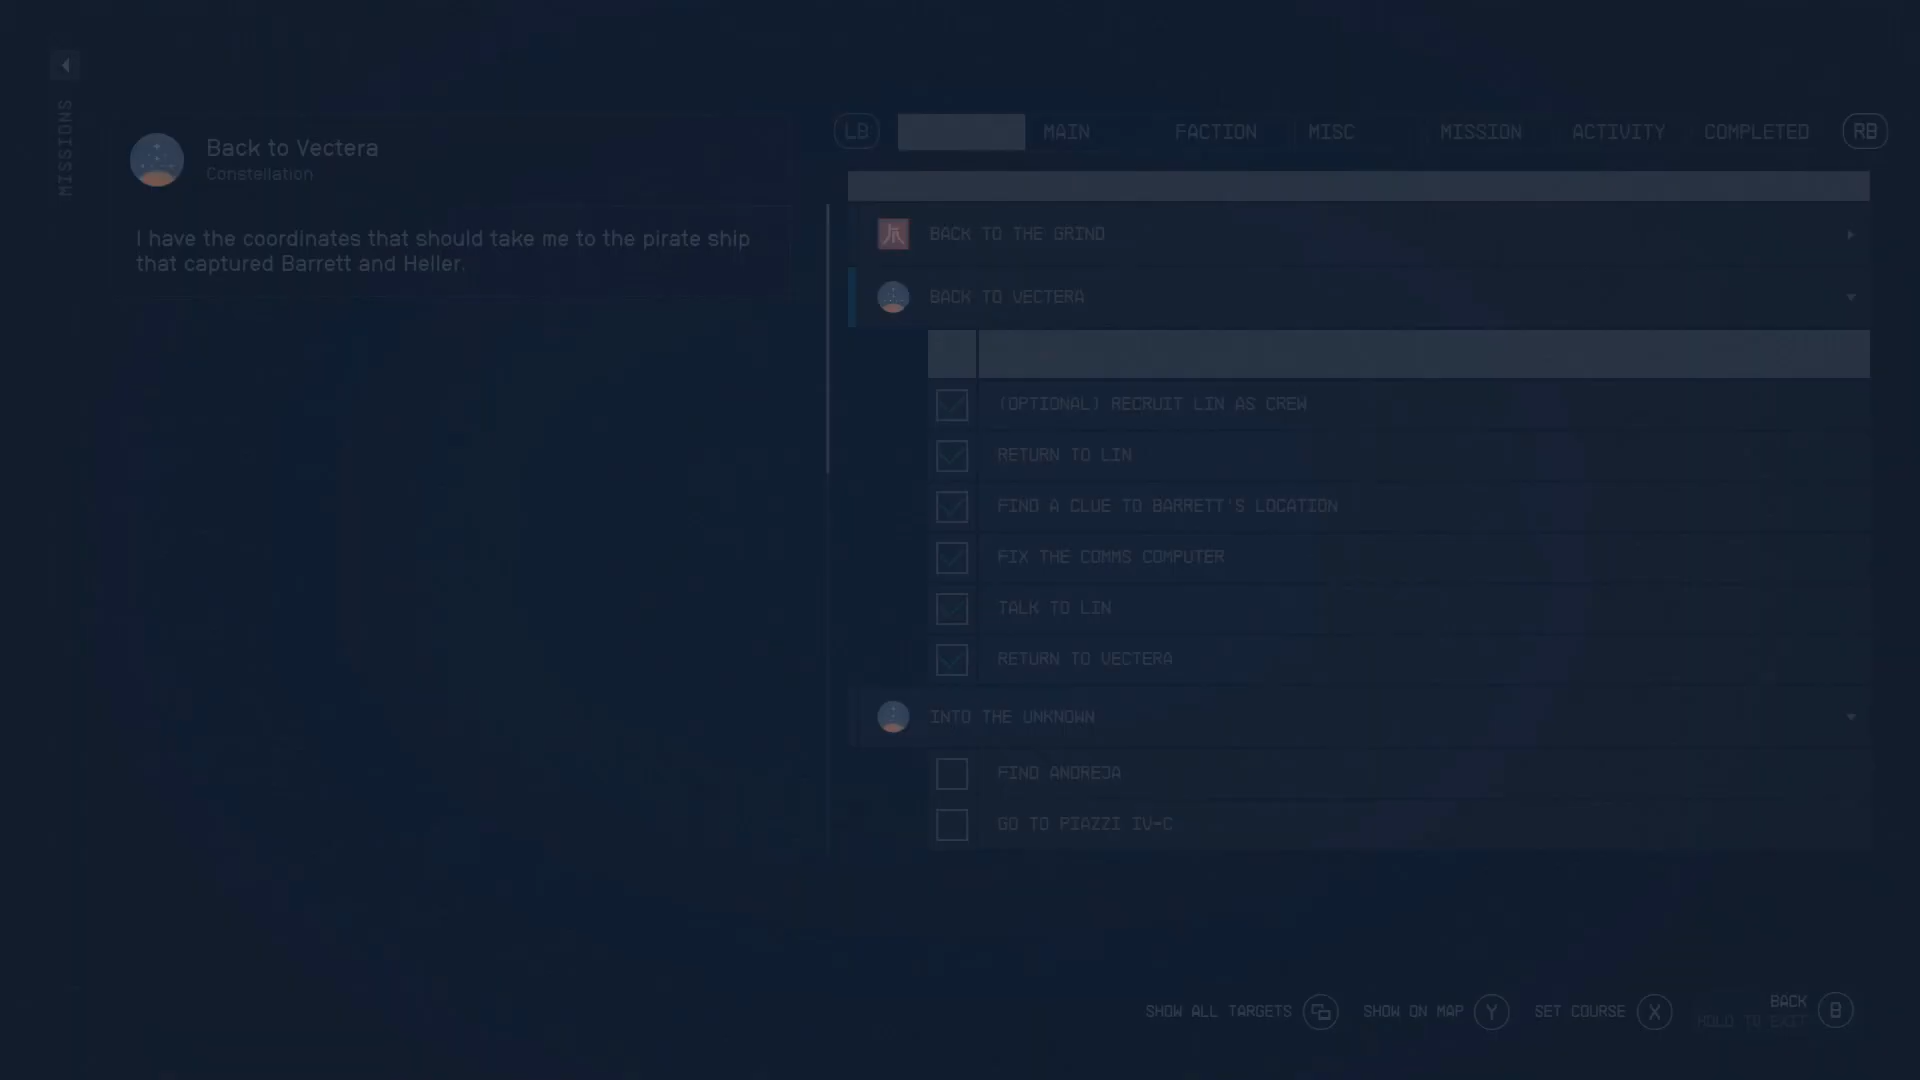 MISSIONS
Back to Vectera
Constellation
I have the coordinates that should take me to the pirate ship
that captured Barrett and Heller.
LB
MAIN
FACTION
MISC
MISSION
ACTIVITY
COMPLETED
RB
BACK TO THE GRIND
BACK TO VECTERA
(OPTIONAL) RECRUIT LIN AS CREW
RETURN TO LIN
FIND A CLUE TO BARRETT'S LOCATION
FIX THE COMMS COMPUTER
TALK TO LIN
RETURN TO VECTERA
INTO THE UNKNOWN
FIND ANDREJA
GO TO PIAZZI IV-C
SHOW ALL TARGETS
SHOW ON MAP Y
SET COURSE X
BACK B
HOLD TO EXIT